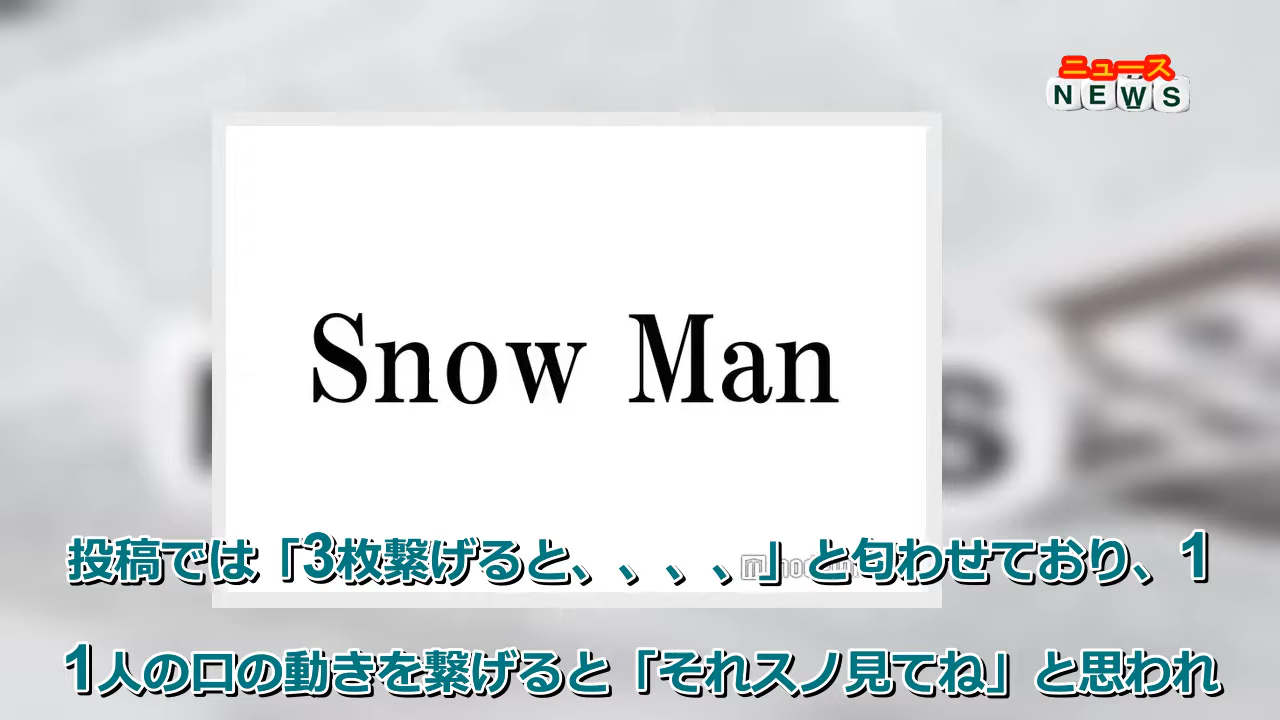 ニュース
NEWS
Snow Man
投稿では「3枚繋げると、、、、」と匂わせており、1
1人の口の動きを繋げると「それスノ見てね」と思われ